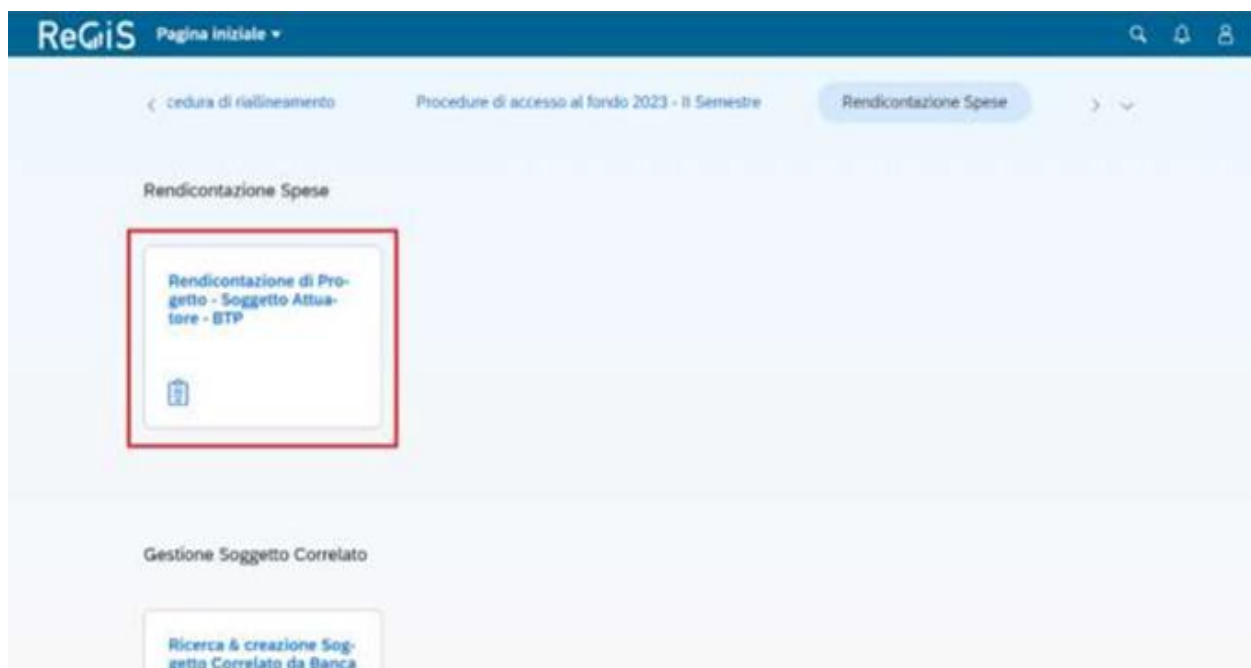 ReGiS Pagina iniziale
cedura di riallineamento Procedure di accesso al fondo 2023 - II Semestre Rendicontazione Spese
Rendicontazione Spese
Rendicontazione di Pro-
getto - Soggetto Attua-
tore - BTP
Gestione Soggetto Correlato
Ricerca & creazione Sog-
getto Correlato da Banca